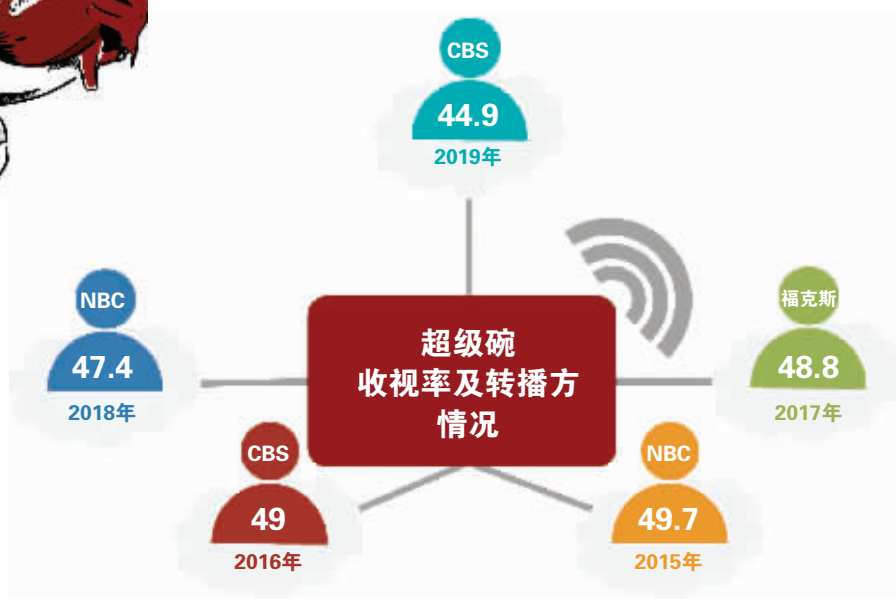 CBS
44.9
2019年
NBC
47.4
2018年
超级碗
收视率及转播方
情况
福克斯
48.8
2017年
CBS
49
2016年
NBC
49.7
2015年